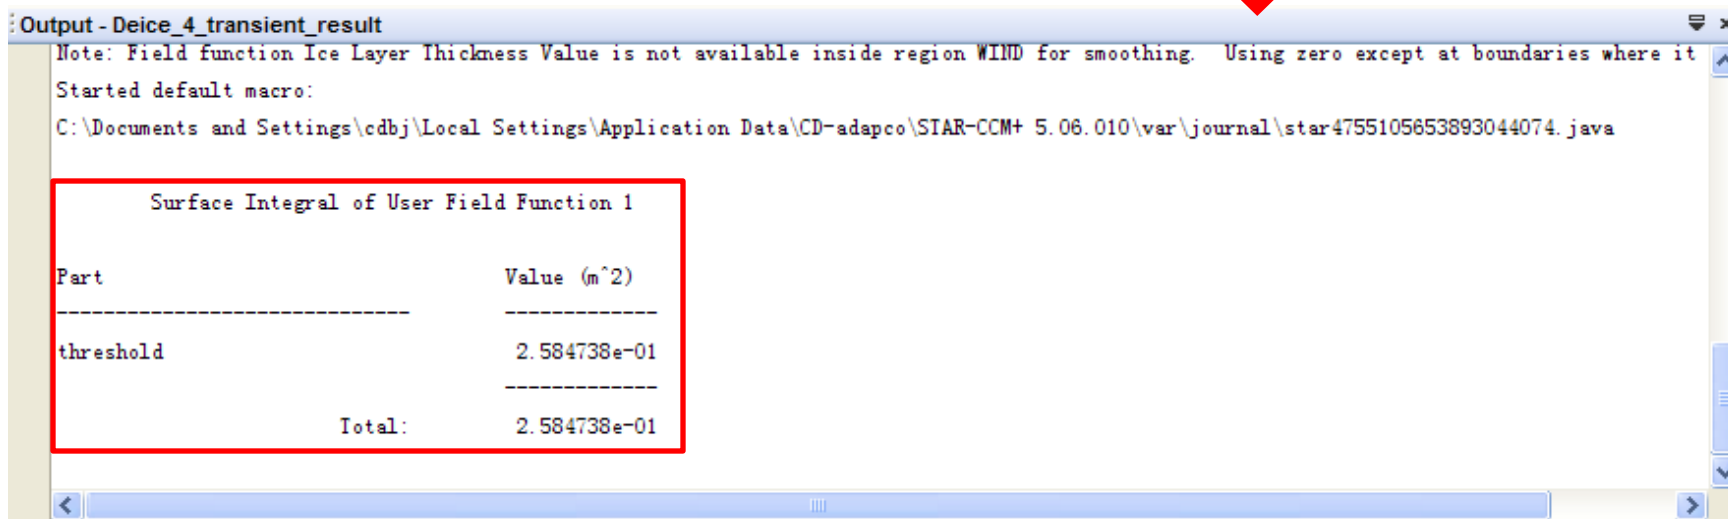 Output - Deice_4_transient_result
Note: Field function Ice Layer Thickness Value is not available inside region WIND for smoothing.  Using zero except at boundaries where it
Started default macro:
C:\Documents and Settings\cdbj\Local Settings\Application Data\CD-adapco\STAR-CCM+ 5.06.010\var\journal\star4755105653893044074.java
Surface Integral of User Field Function 1
Part Value (m^2)
------------------------------ -------------
threshold 2.584738e-01
-------------
Total: 2.584738e-01